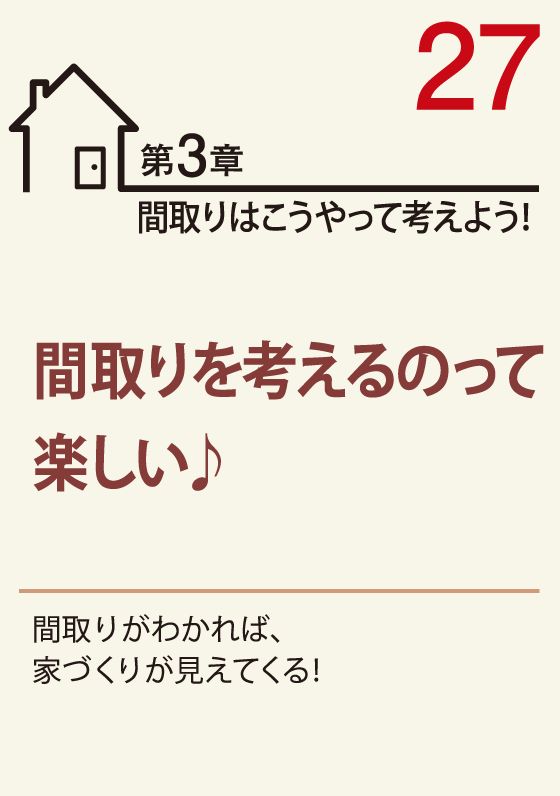 27
第3章
間取りはこうやって考えよう!
間取りを考えるのって
楽しい♪
間取りがわかれば、
家づくりが見えてくる!